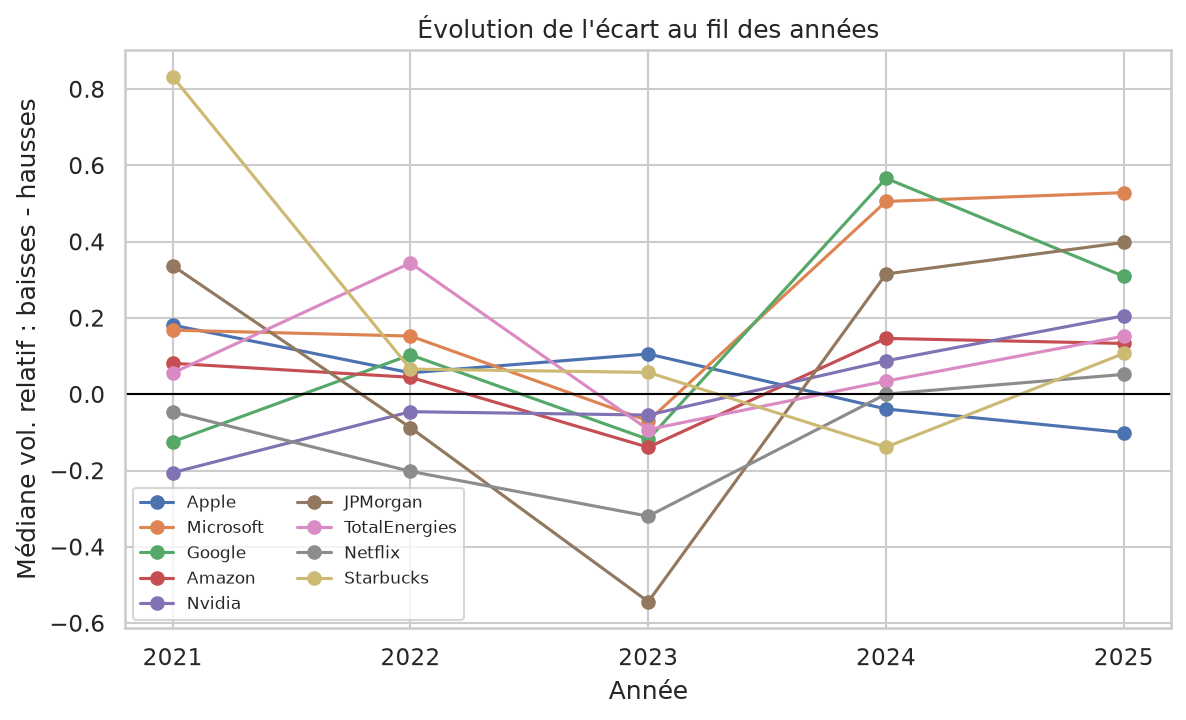 Évolution de l'écart au fil des années
Médiane vol. relatif : baisses - hausses
0.8
0.6
0.4
0.2
0.0
−0.2
−0.4
−0.6
Apple
Microsoft
Google
Amazon
Nvidia
JPMorgan
TotalEnergies
Netflix
Starbucks
2021 2022 2023 2024 2025
Année